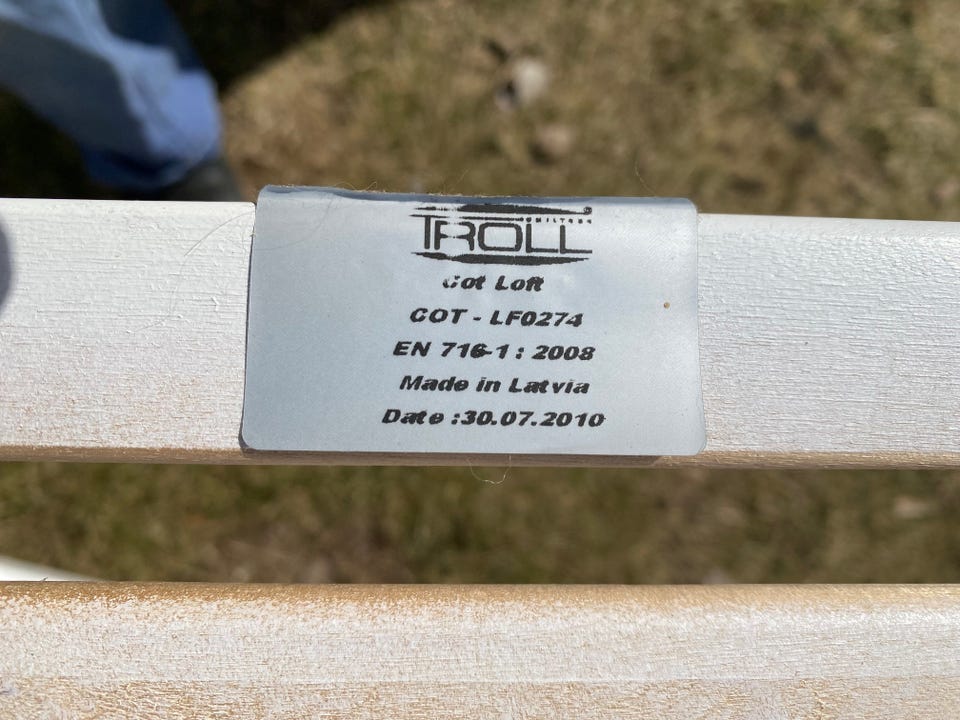 TROLL
Cot Loft
COT - LF0274
EN 716-1 : 2008
Made in Latvia
Date :30.07.2010